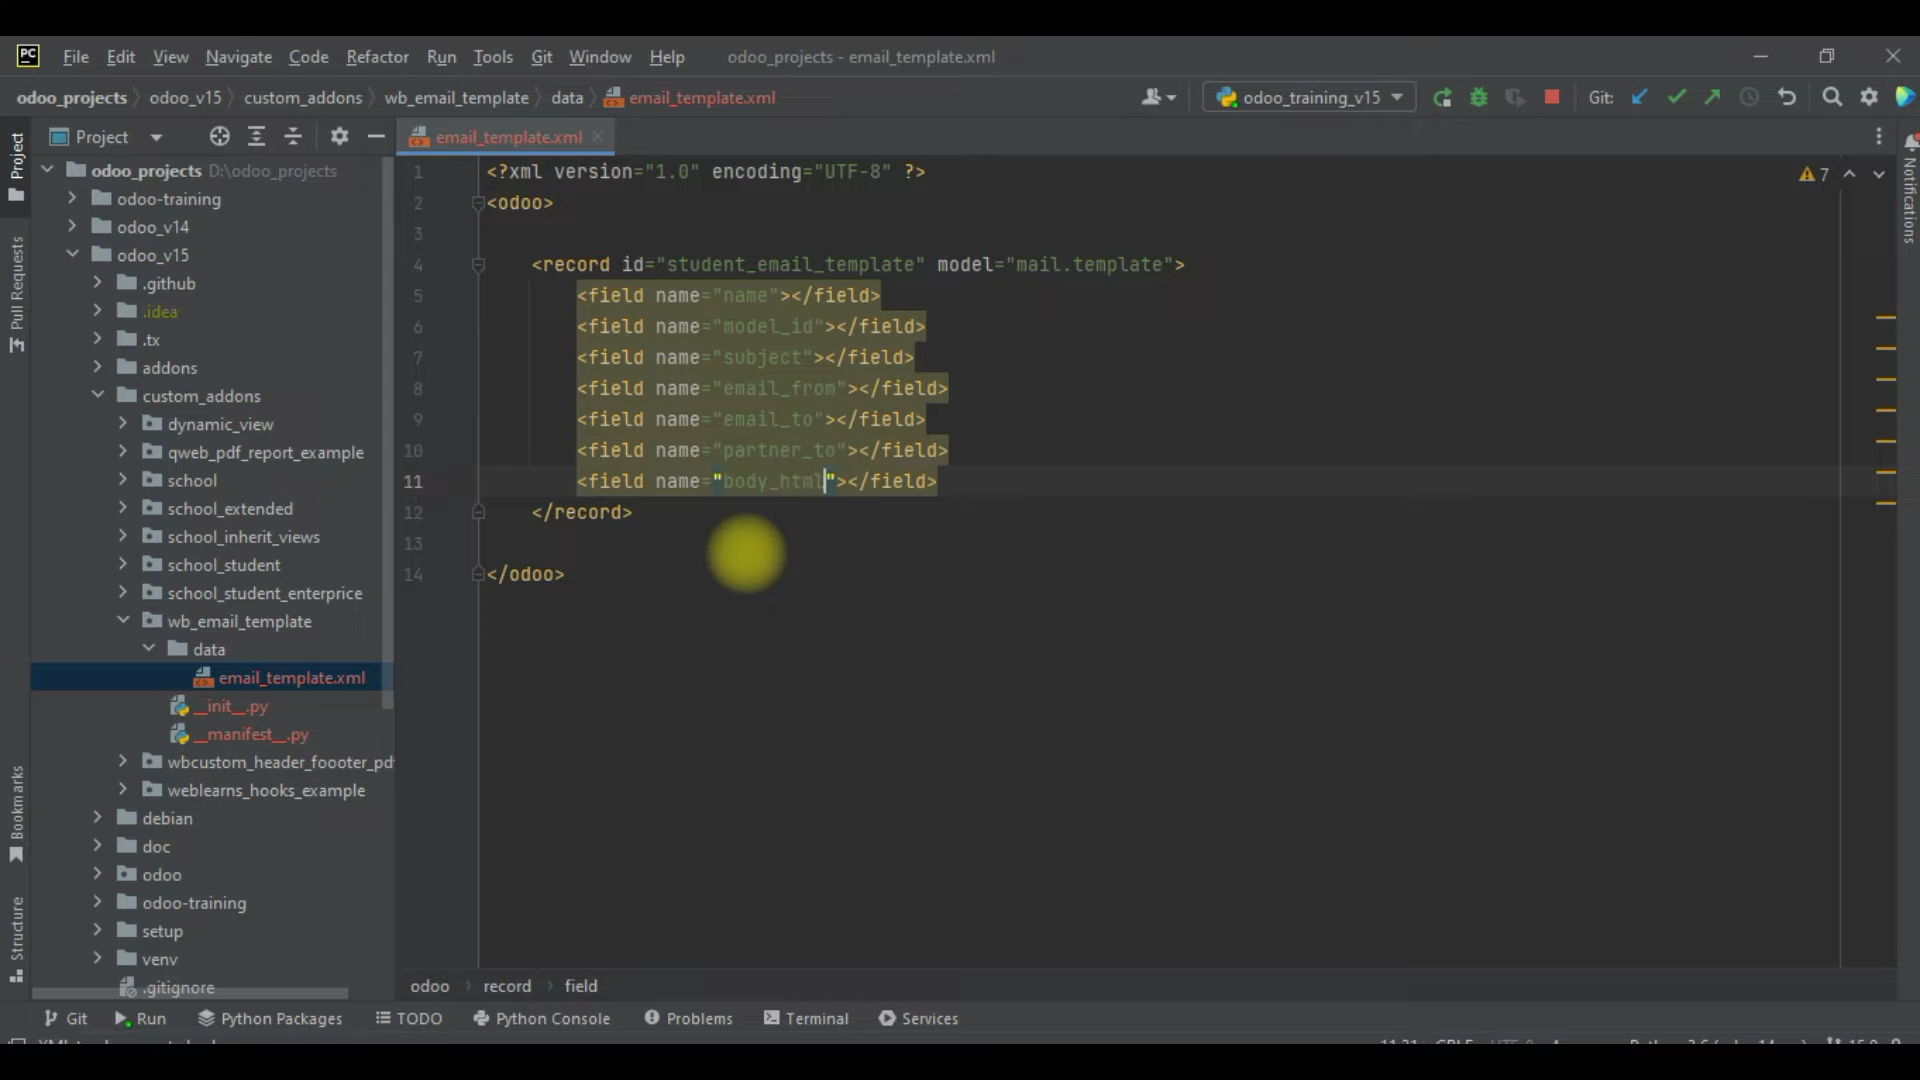 PC File Edit View Navigate Code Refactor Run Tools Git Window Help odoo_projects - email_template.xml
odoo_projects odoo_v15 custom_addons wb_email_template data email_template.xml odoo_training_v15 Git:
Project
email_template.xml
Project
Pull Requests
Bookmarks
Structure
Notifications
odoo_projects D:\odoo_projects
odoo-training
odoo_v14
odoo_v15
.github
.idea
.tx
addons
custom_addons
dynamic_view
qweb_pdf_report_example
school
school_extended
school_inherit_views
school_student
school_student_enterprice
wb_email_template
data
email_template.xml
__init__.py
__manifest__.py
wbcustom_header_foooter_pd
weblearns_hooks_example
debian
doc
odoo
odoo-training
setup
venv
.gitignore
7
1 <?xml version="1.0" encoding="UTF-8" ?>
2 <odoo>
3
4 <record id="student_email_template" model="mail.template">
5 <field name="name"></field>
6 <field name="model_id"></field>
7 <field name="subject"></field>
8 <field name="email_from"></field>
9 <field name="email_to"></field>
10 <field name="partner_to"></field>
11 <field name="body_html"></field>
12 </record>
13
14 </odoo>
odoo record field
Git Run Python Packages TODO Python Console Problems Terminal Services